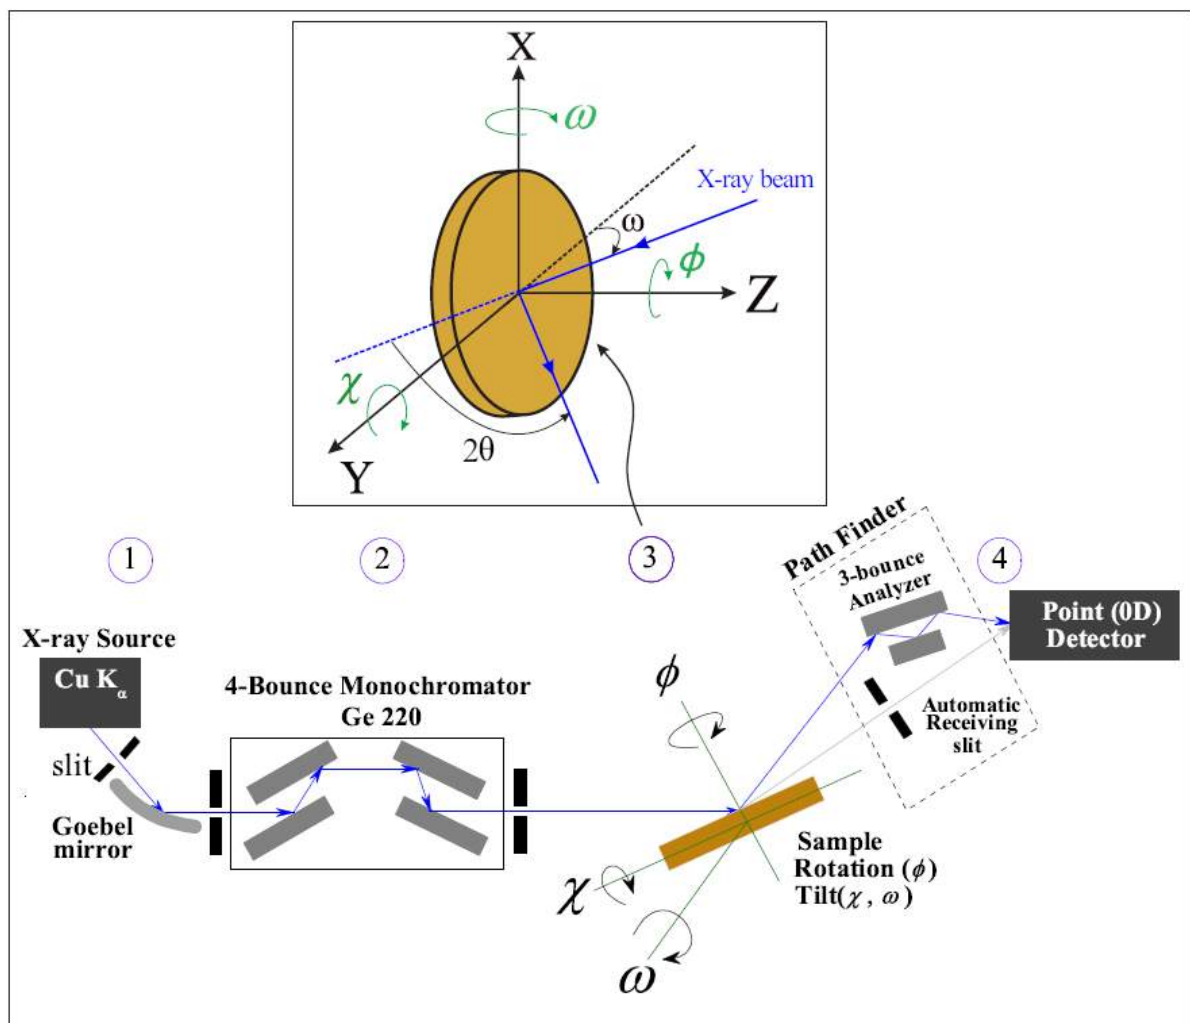 X
ω
X-ray beam
ω
ϕ
Z
χ
2θ
Y
1
2
3
4
Path Finder
3-bounce
Analyzer
Point (0D)
Detector
X-ray Source
Cu Kα
4-Bounce Monochromator
Ge 220
slit
Goebel
mirror
Automatic
Receiving
slit
ϕ
Sample
Rotation (ϕ)
Tilt(χ, ω)
χ
ω